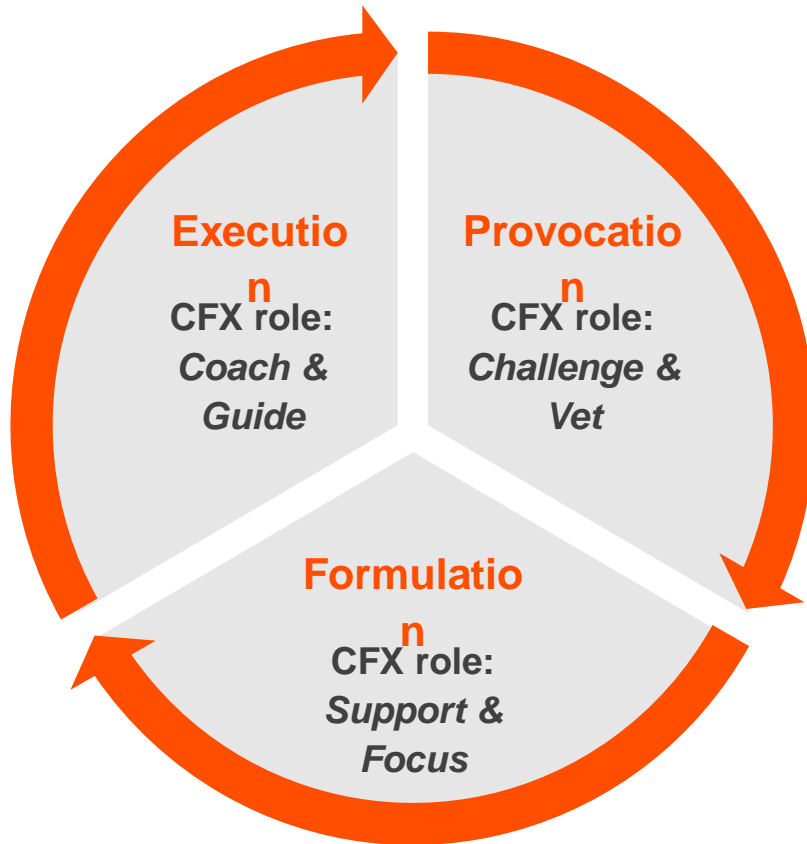 Executio
n
CFX role:
Coach &
Guide
Provocatio
n
CFX role:
Challenge &
Vet
Formulatio
n
CFX role:
Support &
Focus